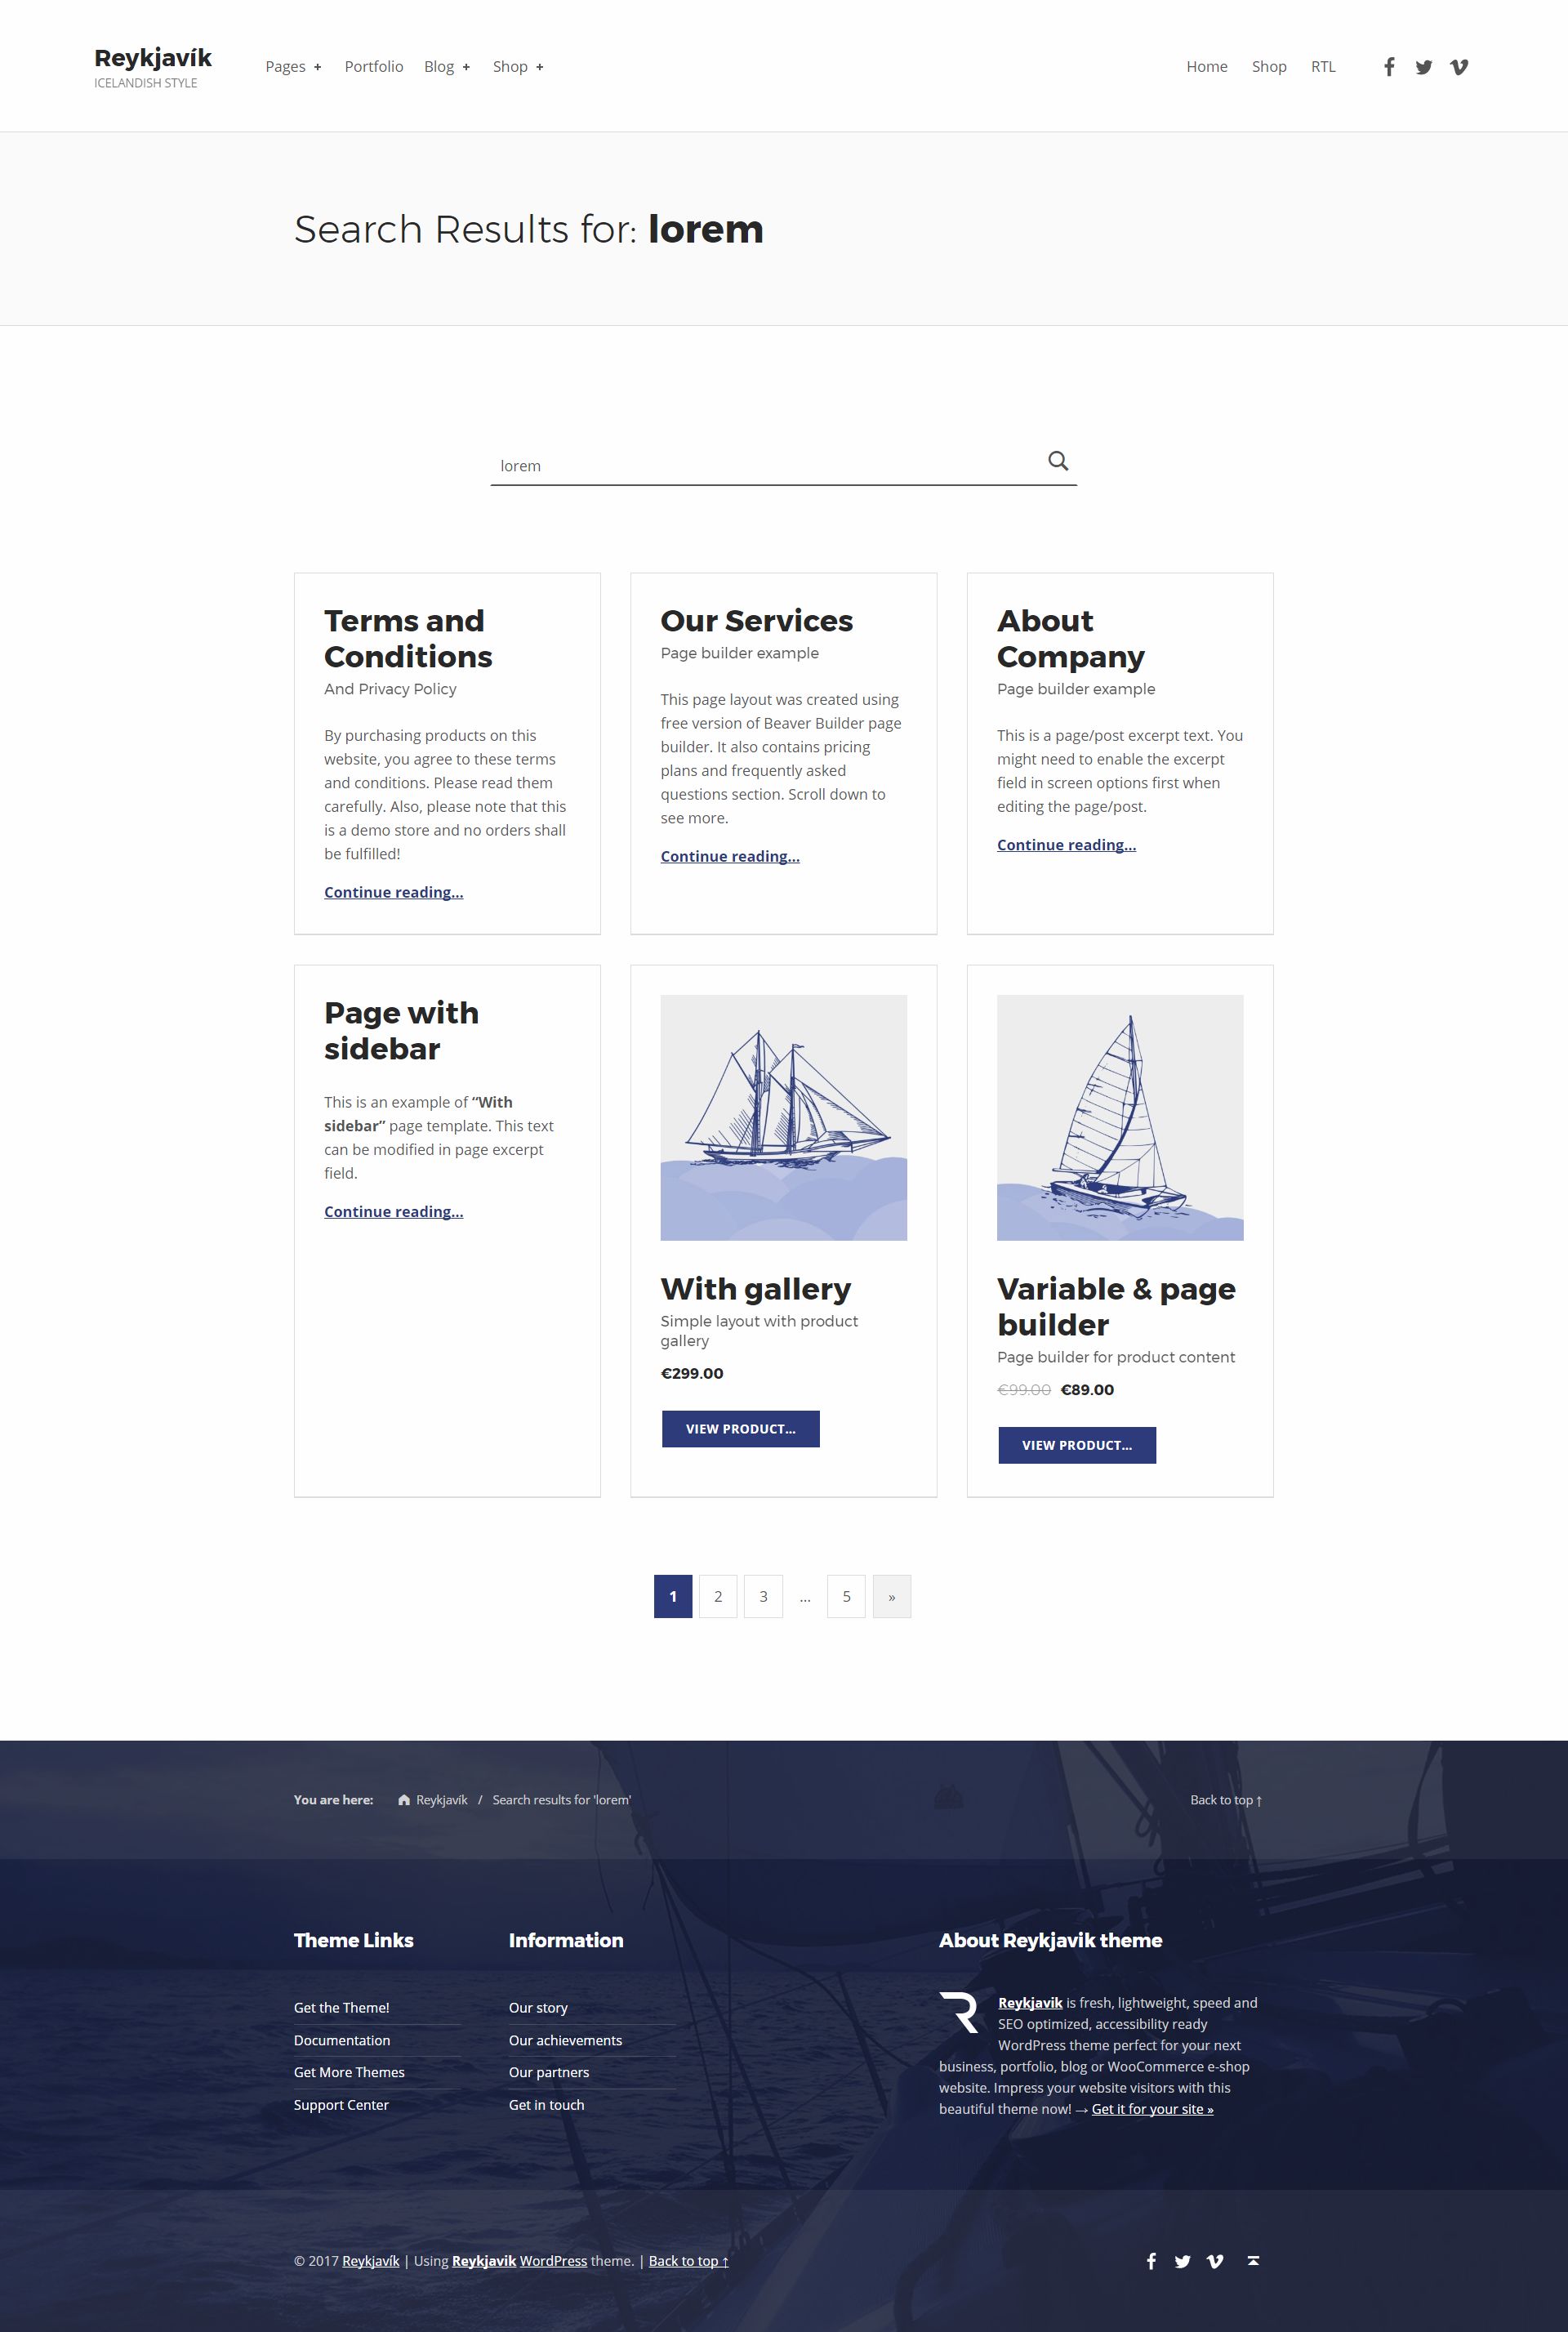 Reykjavík
ICELANDISH STYLE
Pages + Portfolio Blog + Shop +
Home Shop RTL
Search Results for: lorem
lorem
Terms and
Conditions
And Privacy Policy
By purchasing products on this
website, you agree to these terms
and conditions. Please read them
carefully. Also, please note that this
is a demo store and no orders shall
be fulfilled!
Continue reading…
Our Services
Page builder example
This page layout was created using
free version of Beaver Builder page
builder. It also contains pricing
plans and frequently asked
questions section. Scroll down to
see more.
Continue reading…
About
Company
Page builder example
This is a page/post excerpt text. You
might need to enable the excerpt
field in screen options first when
editing the page/post.
Continue reading…
Page with
sidebar
This is an example of “With
sidebar” page template. This text
can be modified in page excerpt
field.
Continue reading…
With gallery
Simple layout with product
gallery
€299.00
VIEW PRODUCT…
Variable & page
builder
Page builder for product content
€99.00 €89.00
VIEW PRODUCT…
1 2 3 … 5 »
You are here: Reykjavík / Search results for 'lorem'
Back to top ↑
Theme Links
Get the Theme!
Documentation
Get More Themes
Support Center
Information
Our story
Our achievements
Our partners
Get in touch
About Reykjavik theme
Reykjavik is fresh, lightweight, speed and
SEO optimized, accessibility ready
WordPress theme perfect for your next
business, portfolio, blog or WooCommerce e-shop
website. Impress your website visitors with this
beautiful theme now! → Get it for your site »
© 2017 Reykjavík | Using Reykjavik WordPress theme. | Back to top ↑